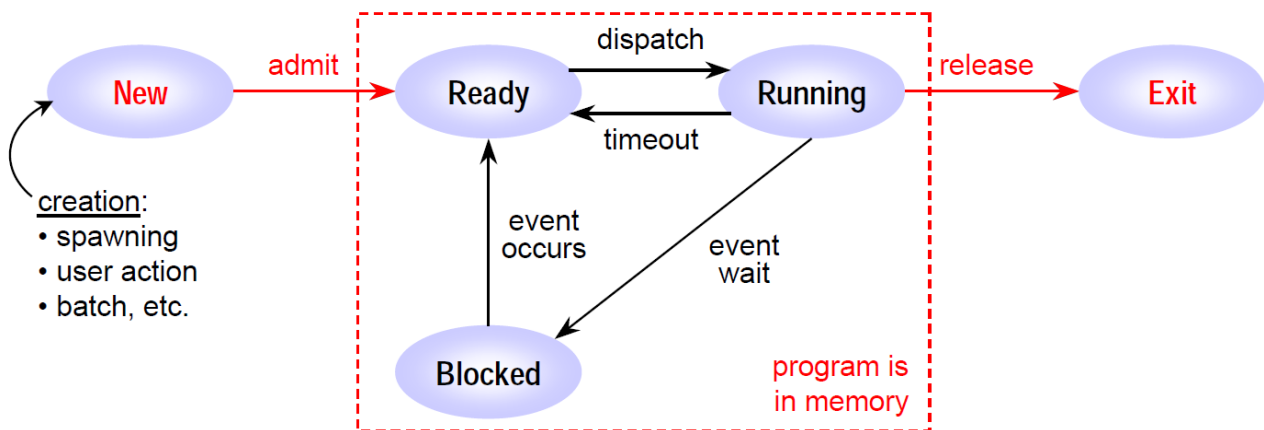 dispatch
admit
release
New
Ready
Running
Exit
timeout
creation:
• spawning
• user action
• batch, etc.
event
occurs
event
wait
Blocked
program is
in memory